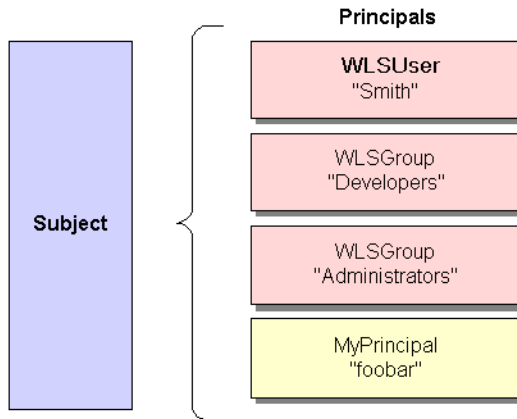 Principals
Subject
WLSUser
"Smith"
WLSGroup
"Developers"
WLSGroup
"Administrators"
MyPrincipal
"foobar"